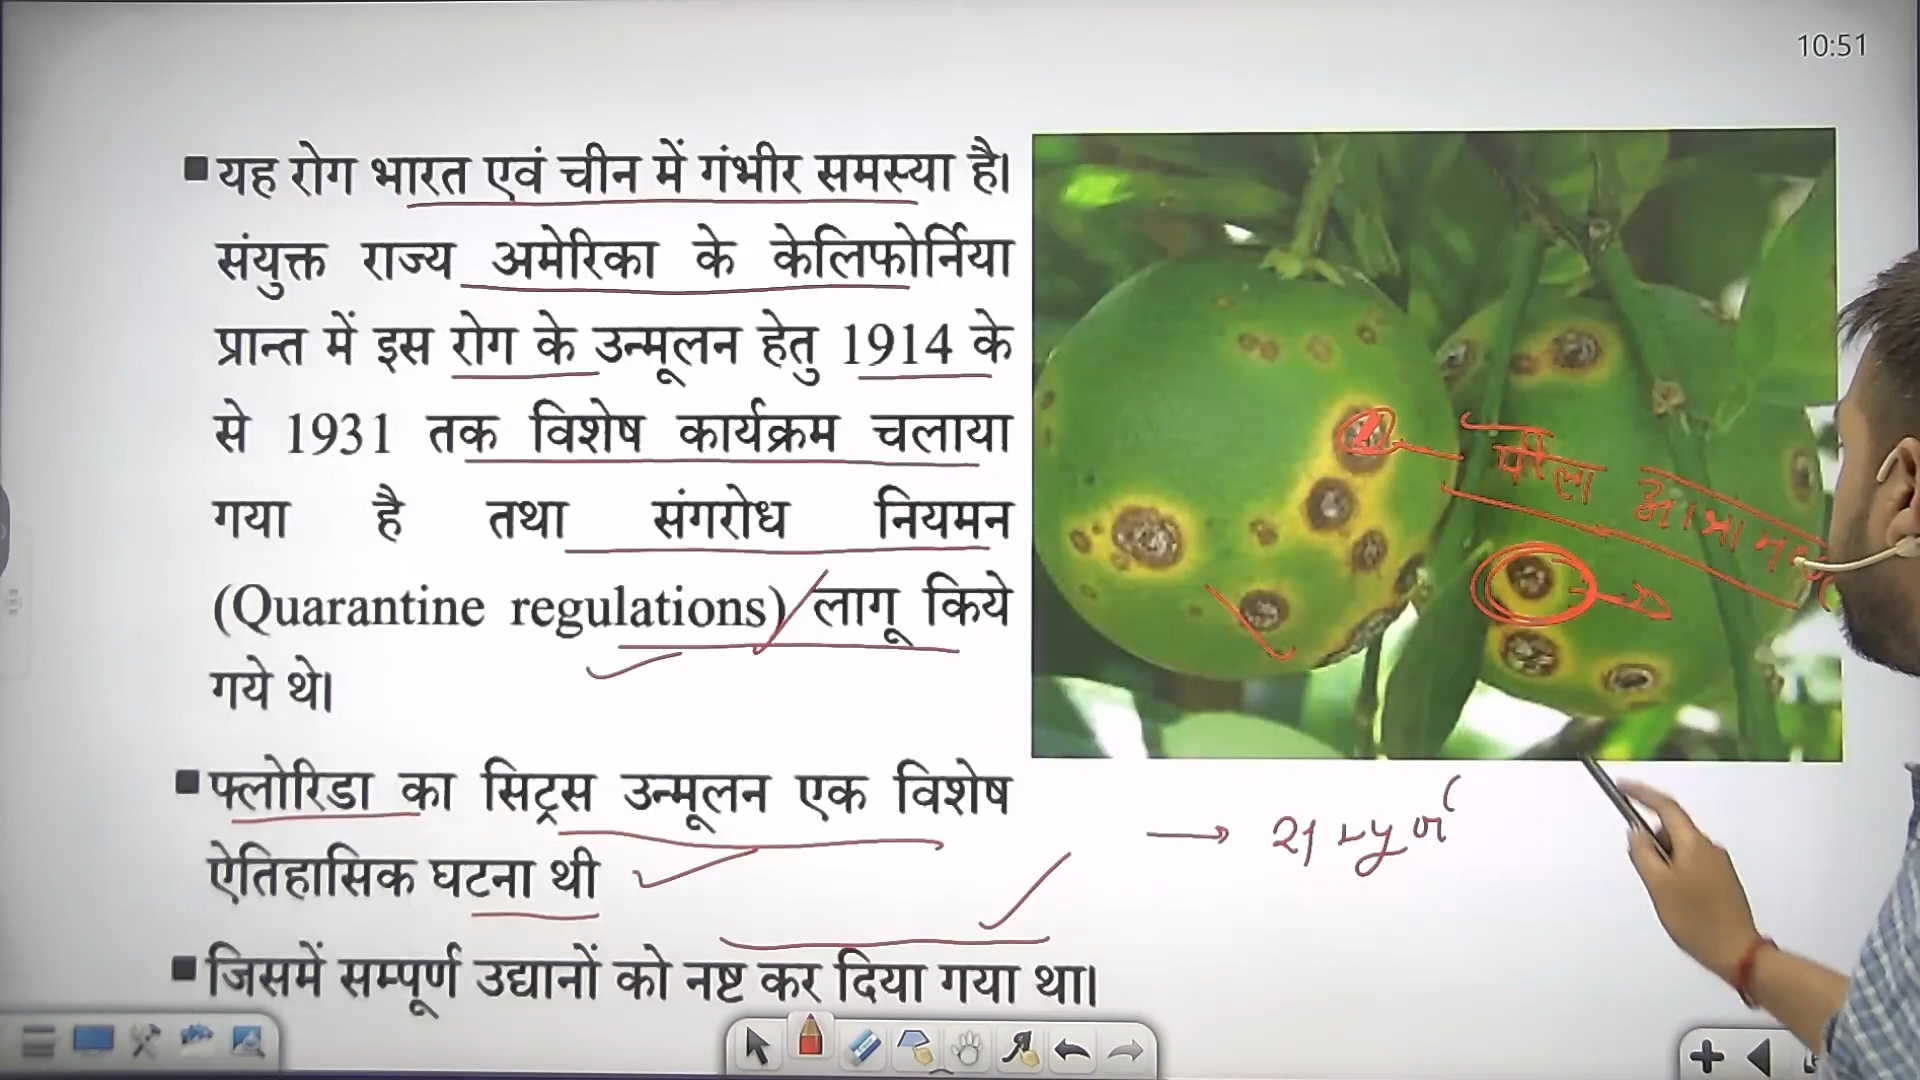 10:51
यह रोग भारत एवं चीन में गंभीर समस्या है।
संयुक्त राज्य अमेरिका के केलिफोर्निया
प्रान्त में इस रोग के उन्मूलन हेतु 1914 के
से 1931 तक विशेष कार्यक्रम चलाया
गया है तथा संगरोध नियमन
(Quarantine regulations) लागू किये
गये थे।
पीला आभा
फ्लोरिडा का सिट्रस उन्मूलन एक विशेष
ऐतिहासिक घटना थी
जिसमें सम्पूर्ण उद्यानों को नष्ट कर दिया गया था।